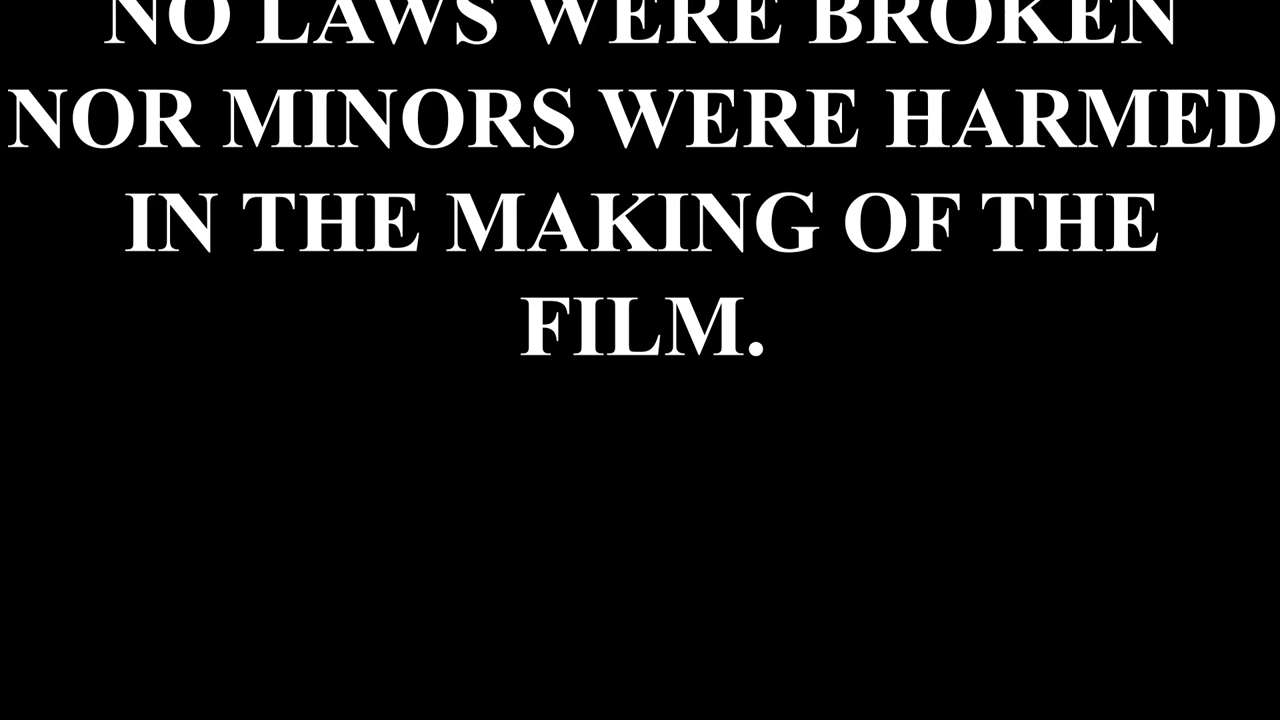 NO LAWS WERE BROKEN
NOR MINORS WERE HARMED
IN THE MAKING OF THE
FILM.